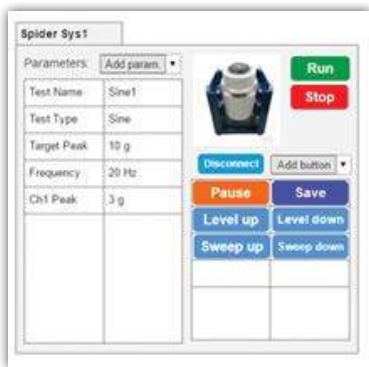 Spider Sys1
Parameters: Add param.
Test Name Sine1
Test Type Sine
Target Peak 10 g
Frequency 20 Hz
Ch1 Peak 3 g
Run
Stop
Disconnect Add button
Pause Save
Level up Level down
Sweep up Sweep down